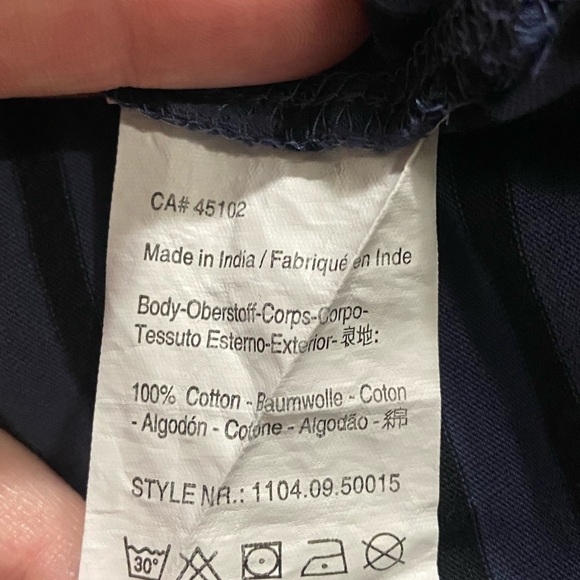 CA# 45102
Made in India / Fabriqué en Inde
Body-Oberstoff-Corps-Corpo-
Tessuto Esterno-Exterior-表地:
100% Cotton - Baumwolle - Coton
- Algodón - Cotone - Algodão - 綿
STYLE NR.: 1104.09.50015
30°